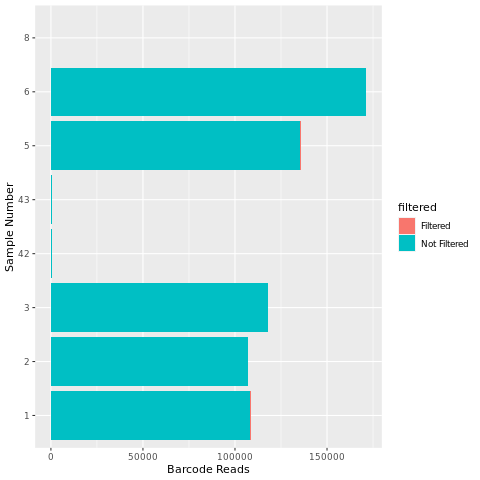 8
6
5
43
42
3
2
1
Sample Number
0 50000 100000 150000
Barcode Reads
filtered
Filtered
Not Filtered